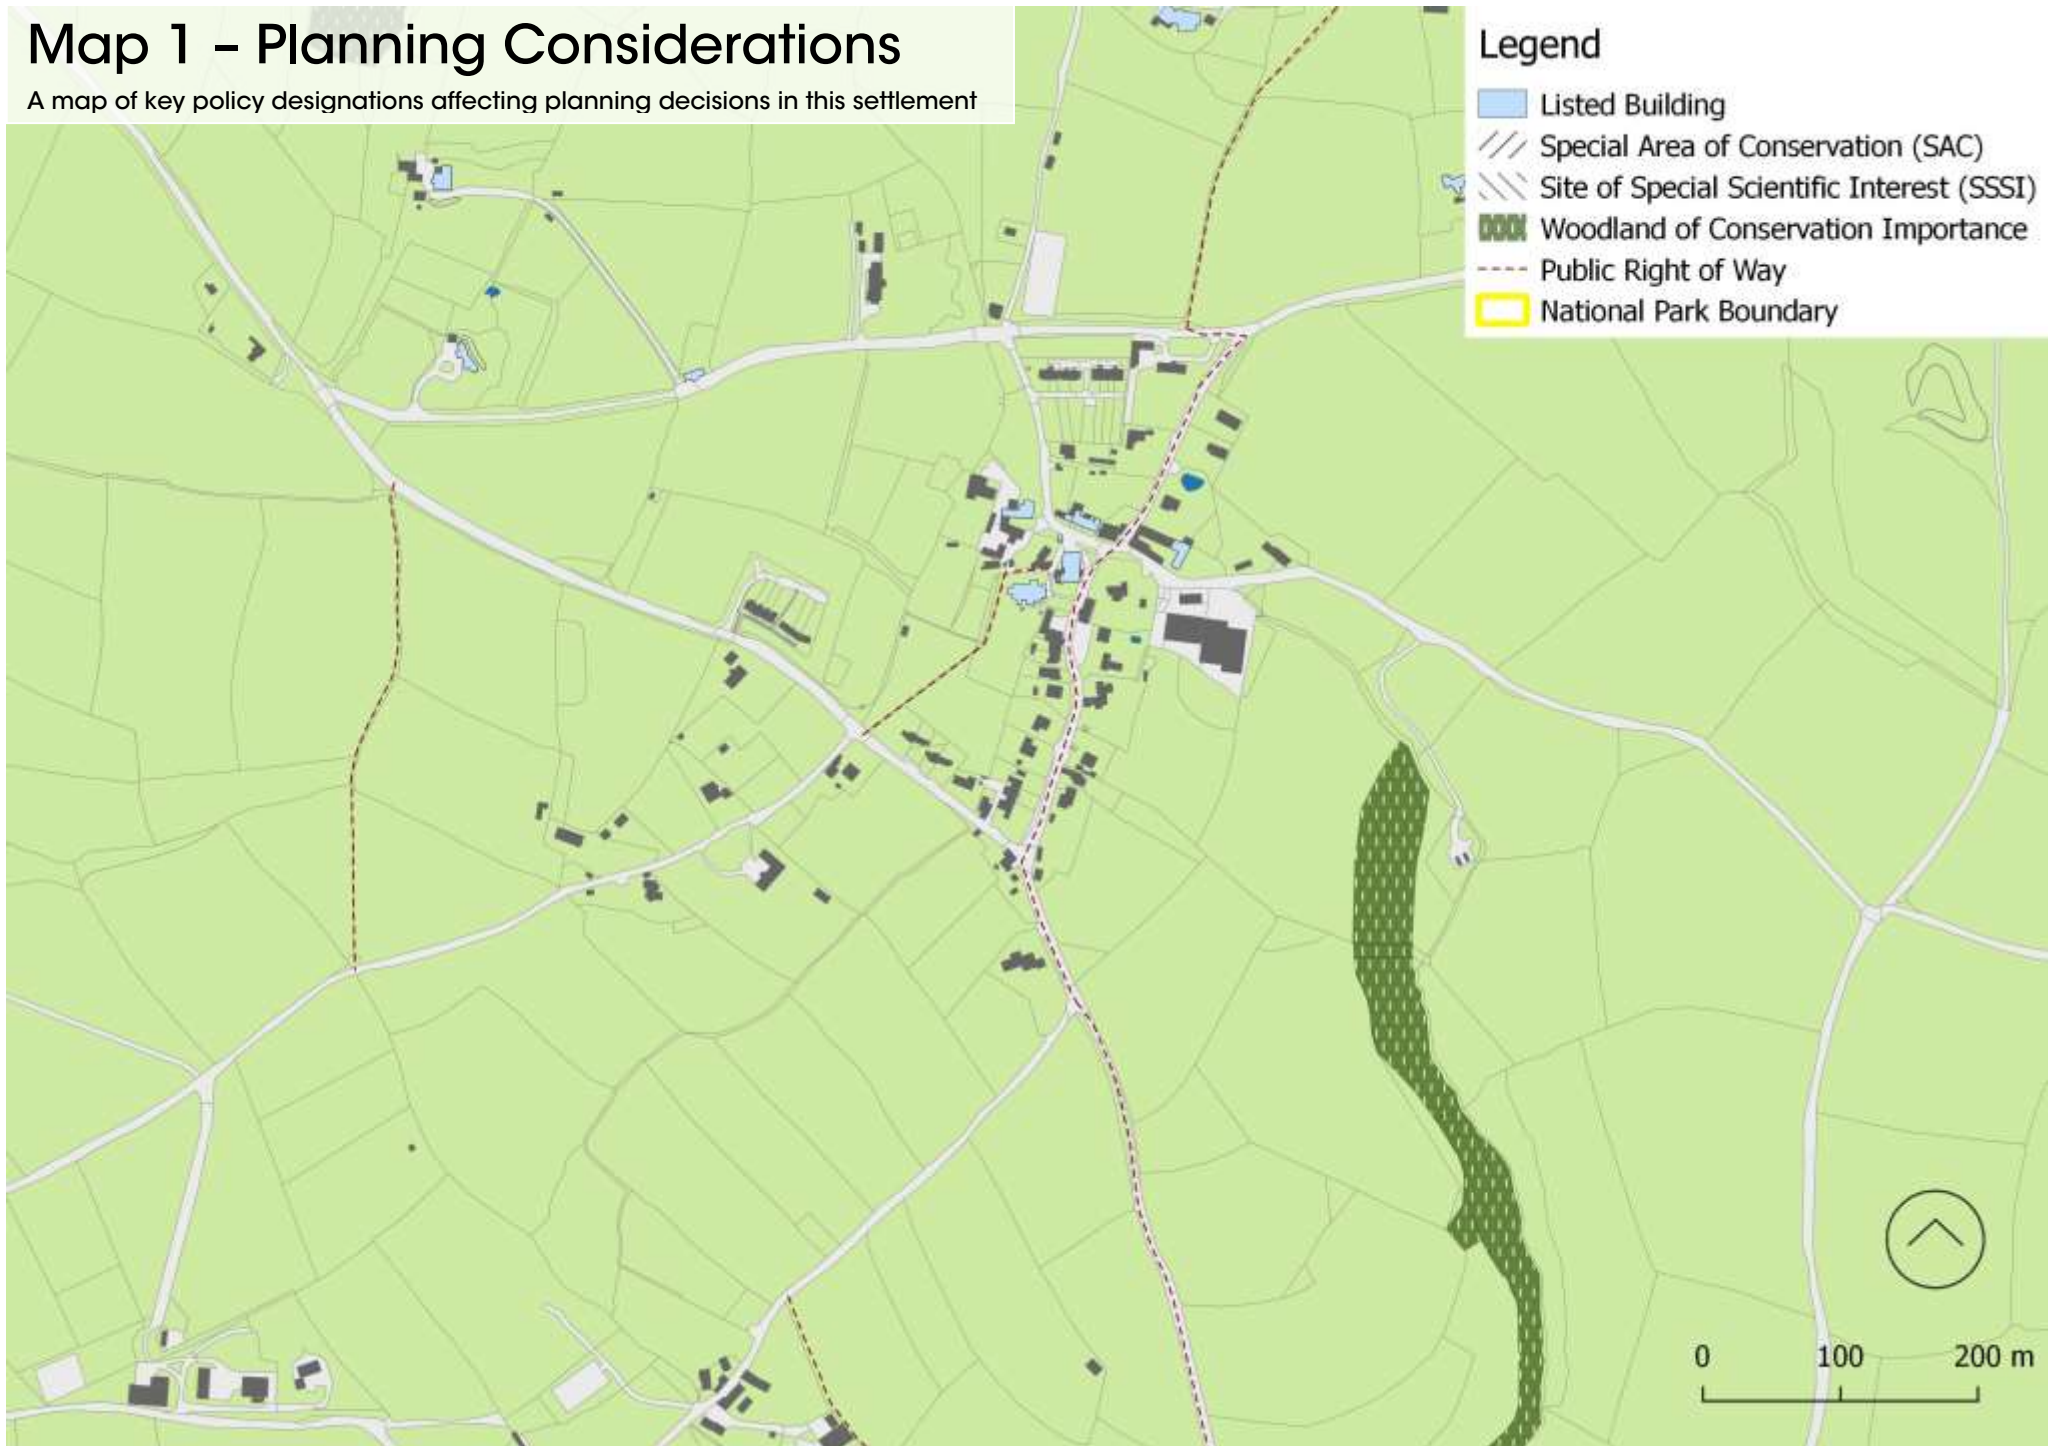 Map 1 – Planning Considerations
A map of key policy designations affecting planning decisions in this settlement
Legend
Listed Building
Special Area of Conservation (SAC)
Site of Special Scientific Interest (SSSI)
Woodland of Conservation Importance
Public Right of Way
National Park Boundary
0 100 200 m